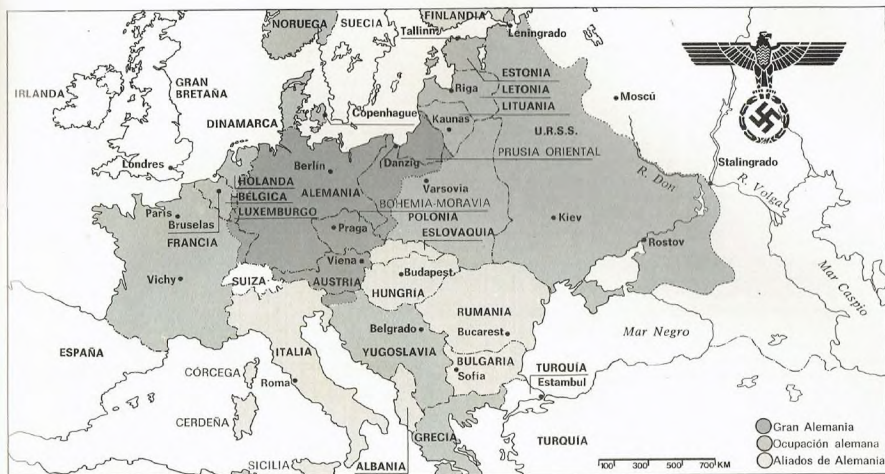 NORUEGA
SUECIA
FINLANDIA
Tallinn
Leningrado
ESTONIA
LETONIA
LITUANIA
Riga
Kaunas
Moscú
IRLANDA
GRAN
BRETAÑA
DINAMARCA
Copenhague
U.R.S.S.
PRUSIA ORIENTAL
Londres
Berlín
Danzig
Stalingrado
R. Don
R. Volga
HOLANDA
BÉLGICA
LUXEMBURGO
ALEMANIA
Varsovia
BOHEMIA-MORAVIA
POLONIA
ESLOVAQUIA
París
Bruselas
FRANCIA
Praga
Kiev
Rostov
Vichy
SUIZA
Viena
AUSTRIA
Budapest
HUNGRÍA
Mar Caspio
RUMANIA
Bucarest
Mar Negro
Belgrado
YUGOSLAVIA
ESPAÑA
ITALIA
CÓRCEGA
Roma
BULGARIA
Sofía
TURQUÍA
Estambul
CERDEÑA
GRECIA
TURQUÍA
SICILIA
ALBANIA
100 300 500 700 KM
Gran Alemania
Ocupación alemana
Aliados de Alemania